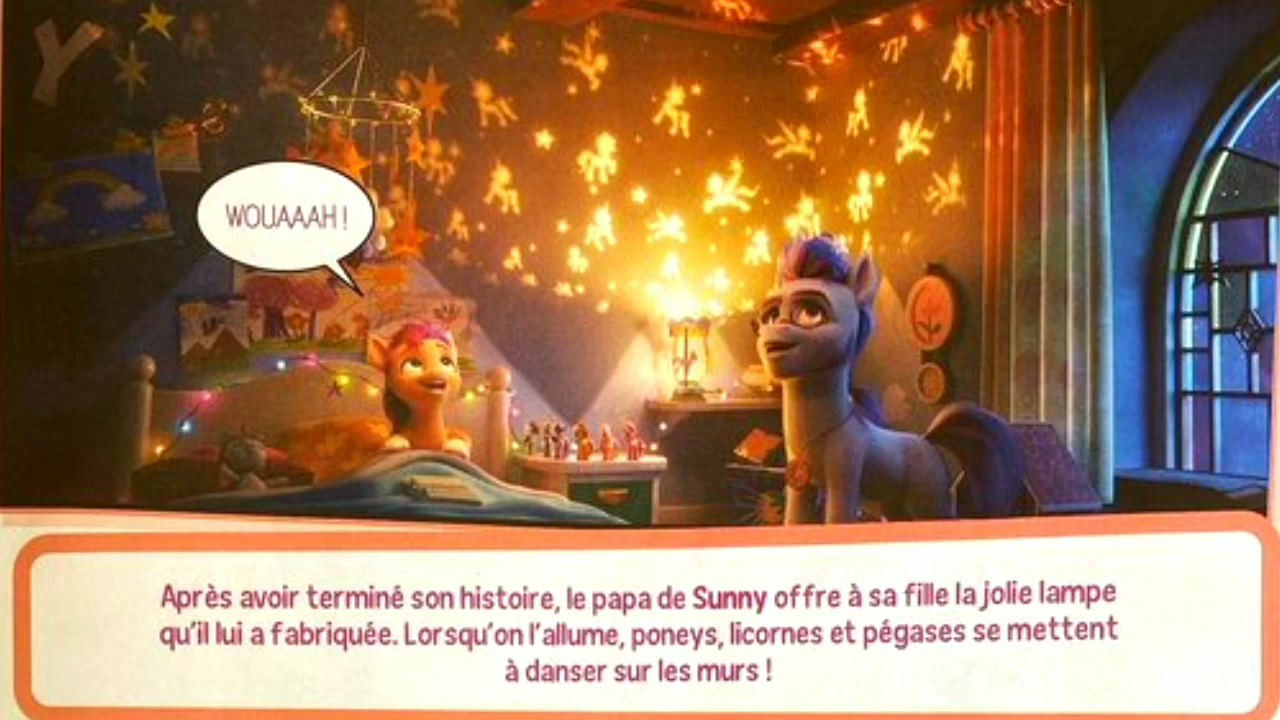 Y
WOUAAAH !
Après avoir terminé son histoire, le papa de Sunny offre à sa fille la jolie lampe
qu'il lui a fabriquée. Lorsqu'on l'allume, poneys, licornes et pégases se mettent
à danser sur les murs !